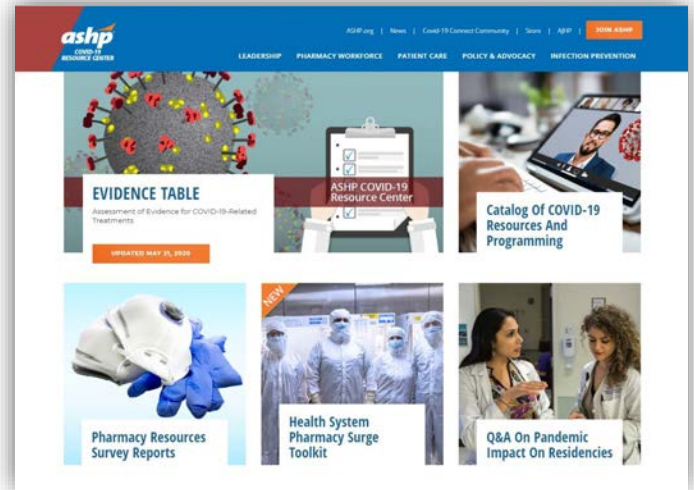 ashp
COVID-19
RESOURCE CENTER
ASHP.org | News | Covid-19 Connect Community | Store | AJHP | JOIN ASHP
LEADERSHIP PHARMACY WORKFORCE PATIENT CARE POLICY & ADVOCACY INFECTION PREVENTION
EVIDENCE TABLE
Assessment of Evidence for COVID-19-Related
Treatments
UPDATED MAY 21, 2020
ASHP COVID-19
Resource Center
Catalog Of COVID-19
Resources And
Programming
Pharmacy Resources
Survey Reports
NEW
Health System
Pharmacy Surge
Toolkit
Q&A On Pandemic
Impact On Residencies